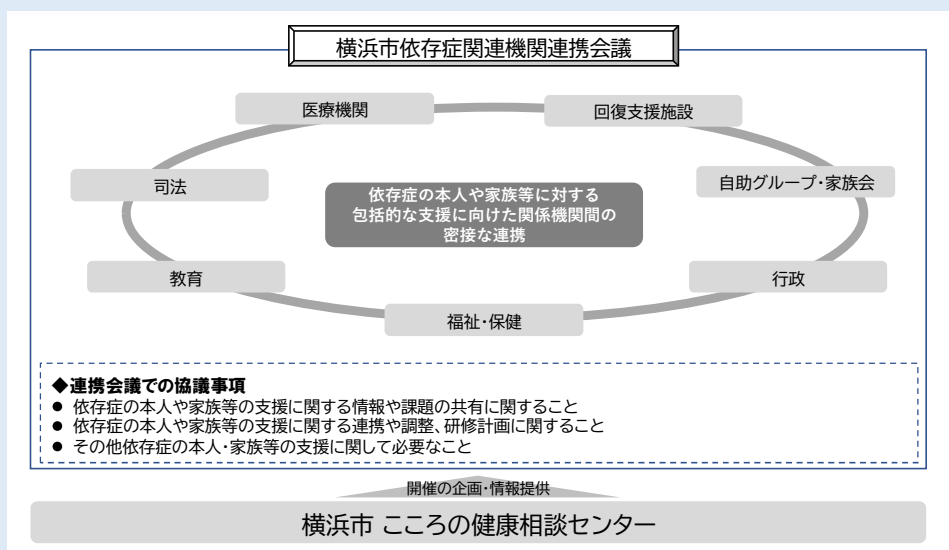 横浜市依存症関連機関連携会議
医療機関
回復支援施設
司法
自助グループ・家族会
依存症の本人や家族等に対する
包括的な支援に向けた関係機関間の
密接な連携
教育
行政
福祉・保健
◆連携会議での協議事項
● 依存症の本人や家族等の支援に関する情報や課題の共有に関すること
● 依存症の本人や家族等の支援に関する連携や調整、研修計画に関すること
● その他依存症の本人・家族等の支援に関して必要なこと
開催の企画・情報提供
横浜市 こころの健康相談センター